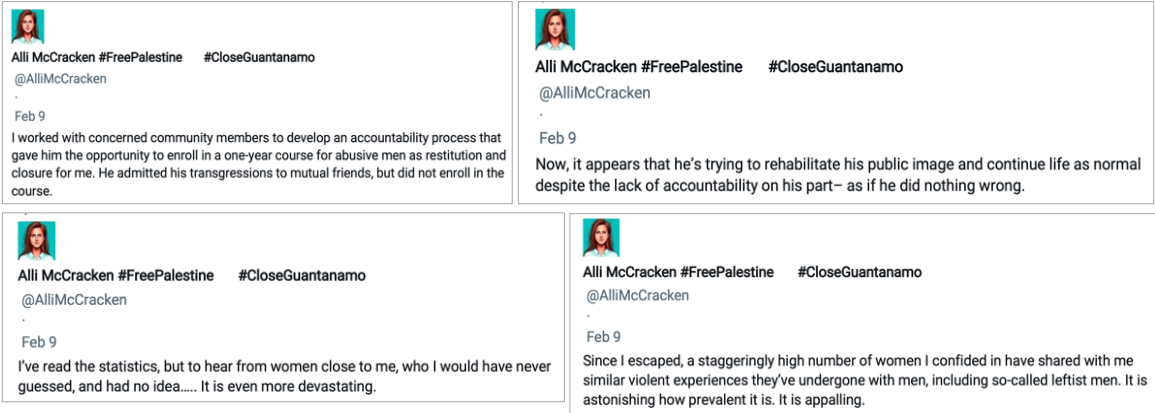 Alli McCracken #FreePalestine #CloseGuantanamo
@AlliMcCracken
.
Feb 9
I worked with concerned community members to develop an accountability process that
gave him the opportunity to enroll in a one-year course for abusive men as restitution and
closure for me. He admitted his transgressions to mutual friends, but did not enroll in the
course.
Alli McCracken #FreePalestine #CloseGuantanamo
@AlliMcCracken
.
Feb 9
Now, it appears that he's trying to rehabilitate his public image and continue life as normal
despite the lack of accountability on his part– as if he did nothing wrong.
Alli McCracken #FreePalestine #CloseGuantanamo
@AlliMcCracken
.
Feb 9
I've read the statistics, but to hear from women close to me, who I would have never
guessed, and had no idea..... It is even more devastating.
Alli McCracken #FreePalestine #CloseGuantanamo
@AlliMcCracken
.
Feb 9
Since I escaped, a staggeringly high number of women I confided in have shared with me
similar violent experiences they've undergone with men, including so-called leftist men. It is
astonishing how prevalent it is. It is appalling.